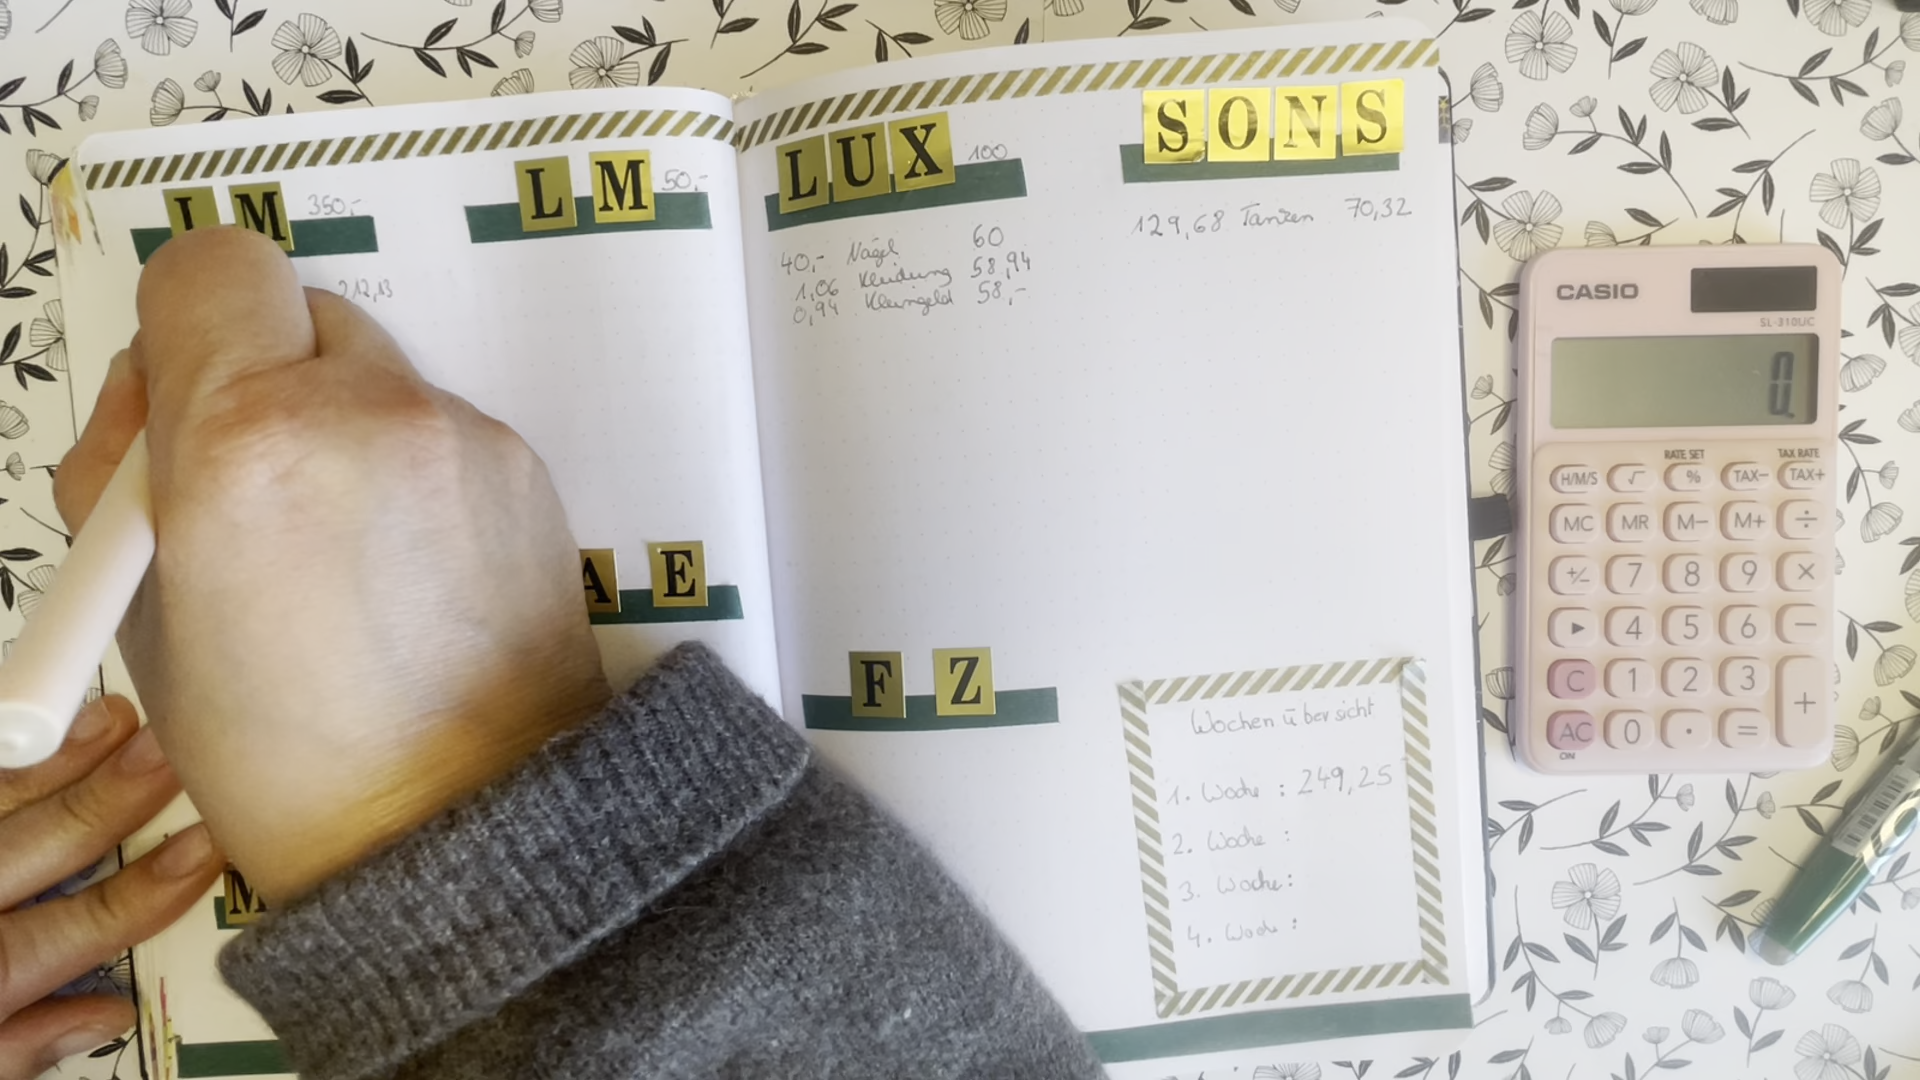 LM 350,-
212,13
LM 50,-
AE
M
LUX 100
40,- Nägel 60
1,06 Kleidung 58,94
0,94 Kleingeld 58,-
SONS
129,68 Tanken 70,32
FZ
Wochenübersicht
1. Woche : 249,25
2. Woche :
3. Woche :
4. Woche :
CASIO
SL-310UC
0
RATE SET TAX RATE
H/M/S √ % TAX− TAX+
MC MR M− M+ ÷
+/− 7 8 9 ×
▶ 4 5 6 −
C 1 2 3 +
AC 0 · =
ON